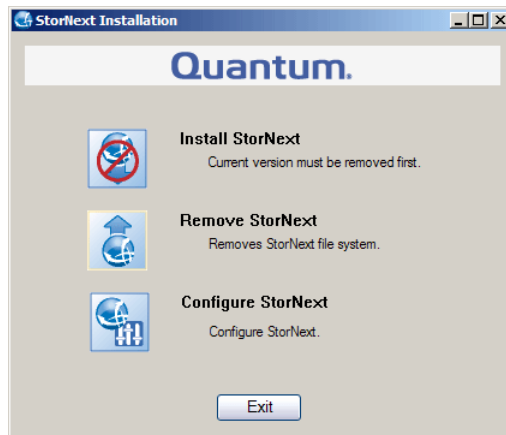 StorNext Installation
Quantum.
Install StorNext
Current version must be removed first.
Remove StorNext
Removes StorNext file system.
Configure StorNext
Configure StorNext.
Exit